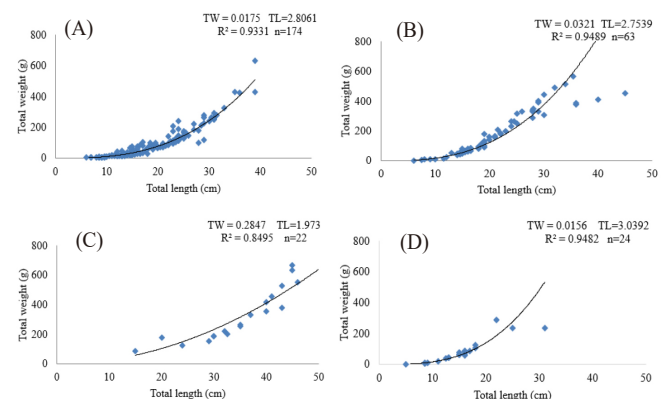 (A)
TW = 0.0175 TL=2.8061
R² = 0.9331 n=174
Total weight (g)
800
600
400
200
0
0 10 20 30 40 50
Total length (cm)
(B)
TW = 0.0321 TL=2.7539
R² = 0.9489 n=63
Total weight (g)
800
600
400
200
0
0 10 20 30 40 50
Total length (cm)
(C)
TW = 0.2847 TL=1.973
R² = 0.8495 n=22
Total weight (g)
800
600
400
200
0
0 10 20 30 40 50
Total length (cm)
(D)
TW = 0.0156 TL=3.0392
R² = 0.9482 n=24
Total weight (g)
800
600
400
200
0
0 10 20 30 40 50
Total length (cm)